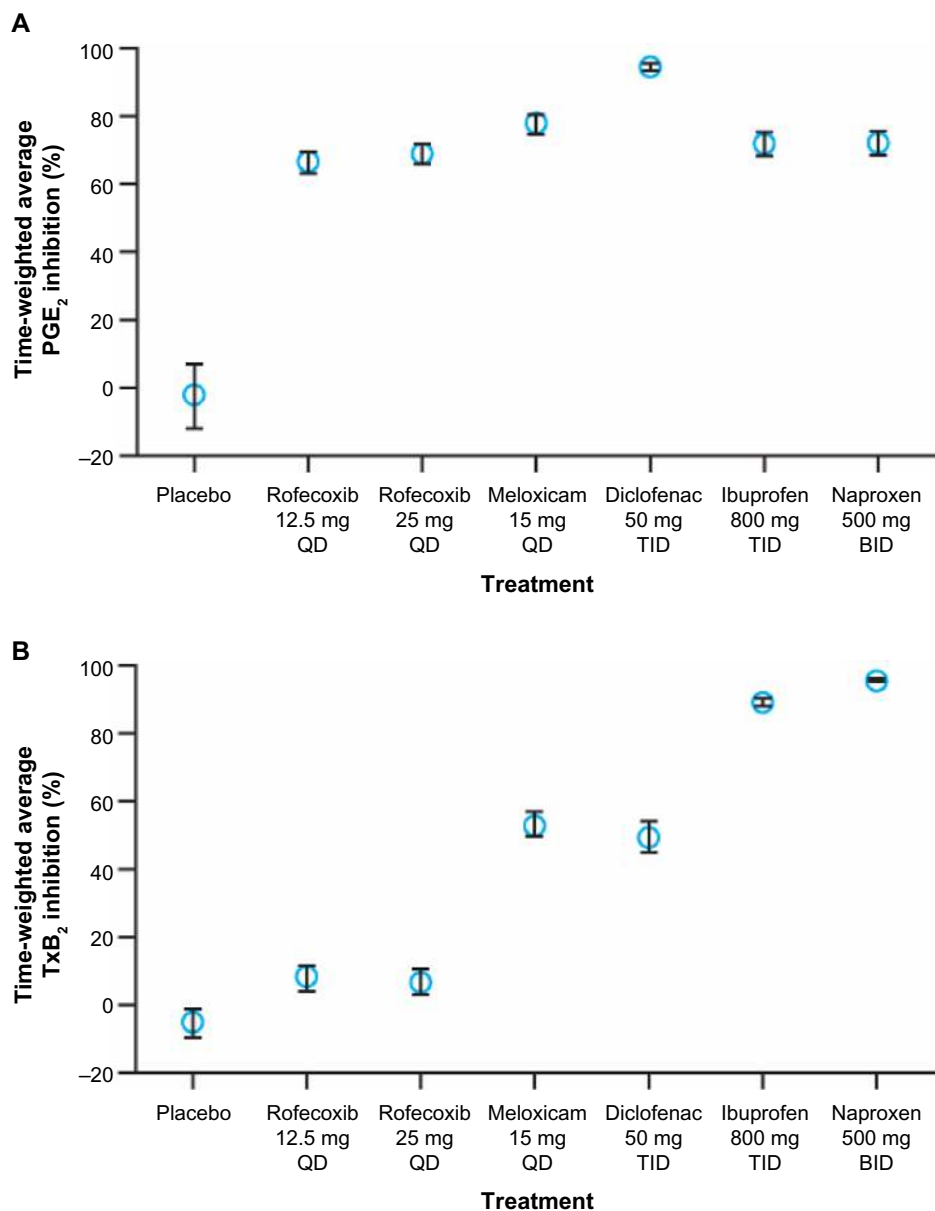 A
Time-weighted average
PGE₂ inhibition (%)
100
80
60
40
20
0
–20
Placebo Rofecoxib Rofecoxib Meloxicam Diclofenac Ibuprofen Naproxen
12.5 mg 25 mg 15 mg 50 mg 800 mg 500 mg
QD QD QD TID TID BID
Treatment
B
Time-weighted average
TxB₂ inhibition (%)
100
80
60
40
20
0
–20
Placebo Rofecoxib Rofecoxib Meloxicam Diclofenac Ibuprofen Naproxen
12.5 mg 25 mg 15 mg 50 mg 800 mg 500 mg
QD QD QD TID TID BID
Treatment